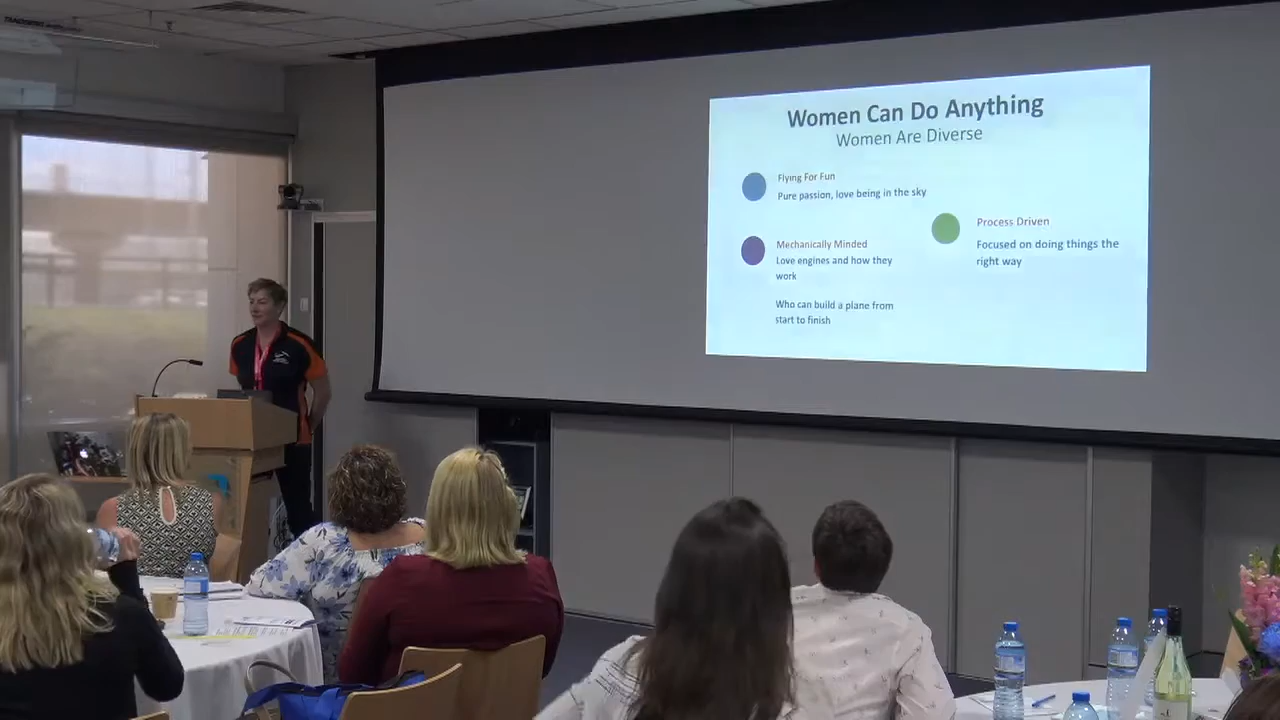 Women Can Do Anything
Women Are Diverse
Flying For Fun
Pure passion, love being in the sky
Mechanically Minded
Love engines and how they
work
Who can build a plane from
start to finish
Process Driven
Focused on doing things the
right way